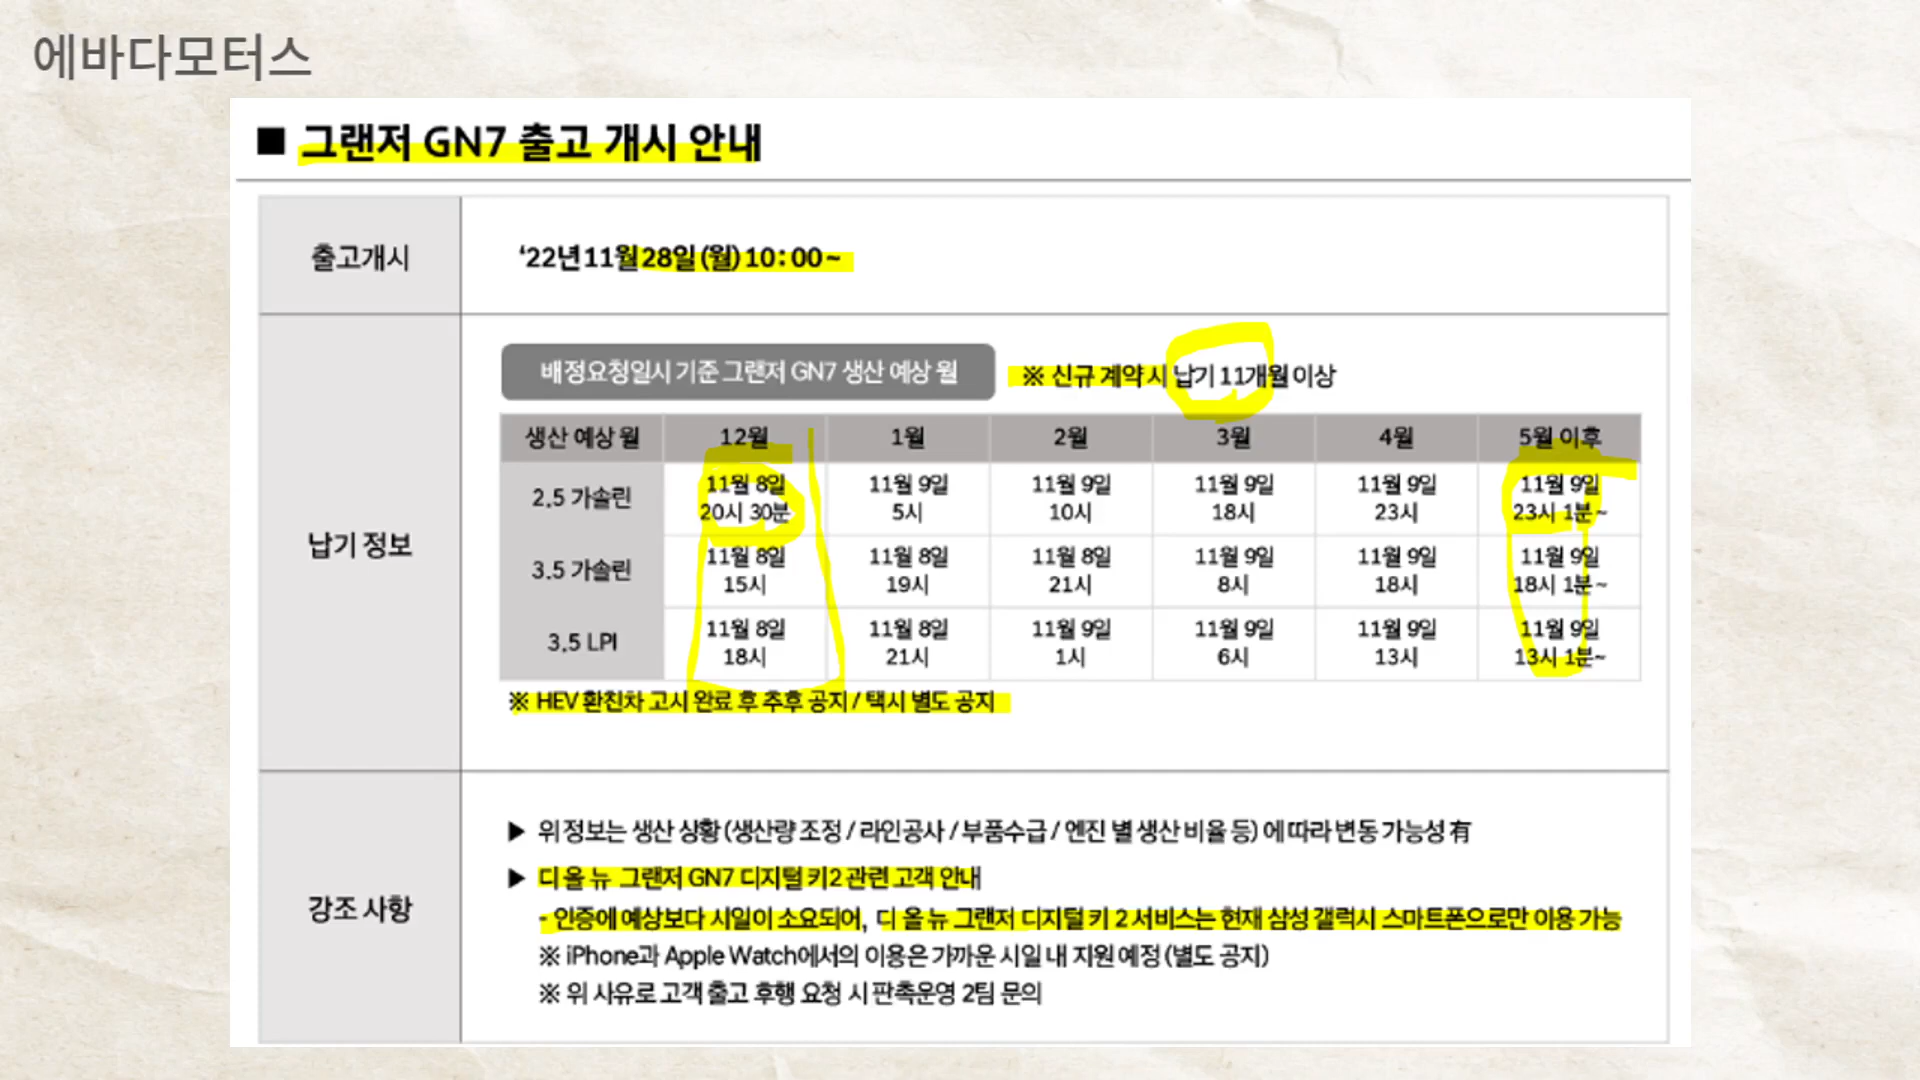 에바다모터스
■ 그랜저 GN7 출고 개시 안내
출고개시
‘22년 11월 28일 (월) 10 : 00 ~
납기 정보
배정요청일시 기준 그랜저 GN7 생산 예상 월
※ 신규 계약 시 납기 11개월 이상
생산 예상 월 12월 1월 2월 3월 4월 5월 이후
2.5 가솔린 11월 8일 20시 30분 11월 9일 5시 11월 9일 10시 11월 9일 18시 11월 9일 23시 11월 9일 23시 1분~
3.5 가솔린 11월 8일 15시 11월 8일 19시 11월 8일 21시 11월 9일 8시 11월 9일 18시 11월 9일 18시 1분~
3.5 LPI 11월 8일 18시 11월 8일 21시 11월 9일 1시 11월 9일 6시 11월 9일 13시 11월 9일 13시 1분~
※ HEV 환친차 고시 완료 후 추후 공지 / 택시 별도 공지
강조 사항
▶ 위 정보는 생산 상황 (생산량 조정 / 라인공사 / 부품수급 / 엔진 별 생산 비율 등) 에 따라 변동 가능성 有
▶ 디 올 뉴 그랜저 GN7 디지털 키2 관련 고객 안내
- 인증에 예상보다 시일이 소요되어, 디 올 뉴 그랜저 디지털 키 2 서비스는 현재 삼성 갤럭시 스마트폰으로만 이용 가능
※ iPhone과 Apple Watch에서의 이용은 가까운 시일 내 지원 예정 (별도 공지)
※ 위 사유로 고객 출고 후행 요청 시 판촉운영 2팀 문의